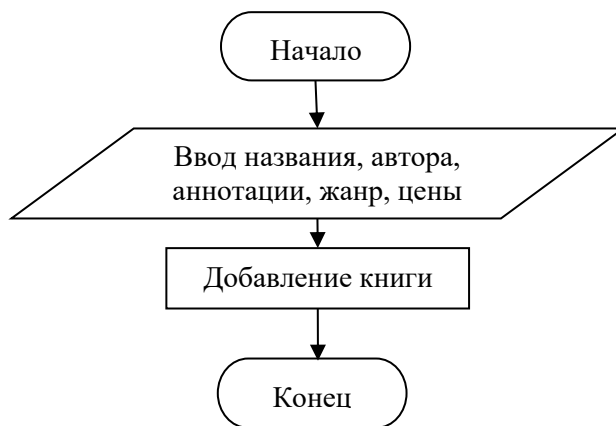 Начало
Ввод названия, автора,
аннотации, жанр, цены
Добавление книги
Конец